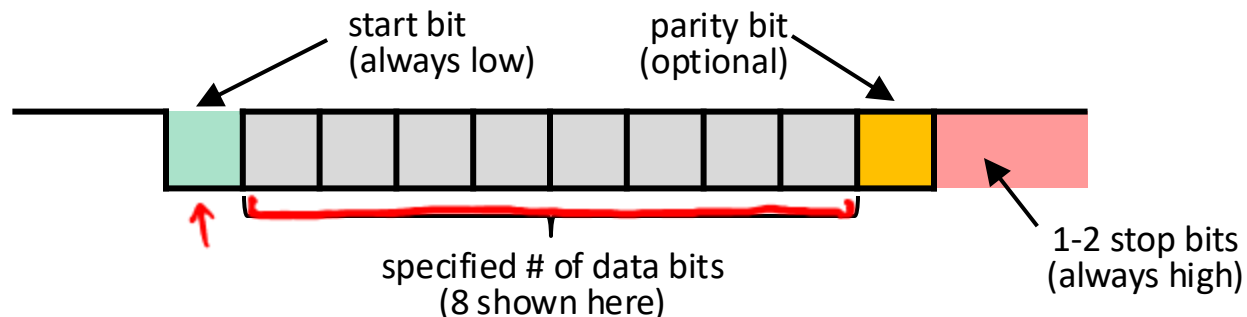 start bit
(always low)
parity bit
(optional)
specified # of data bits
(8 shown here)
1-2 stop bits
(always high)